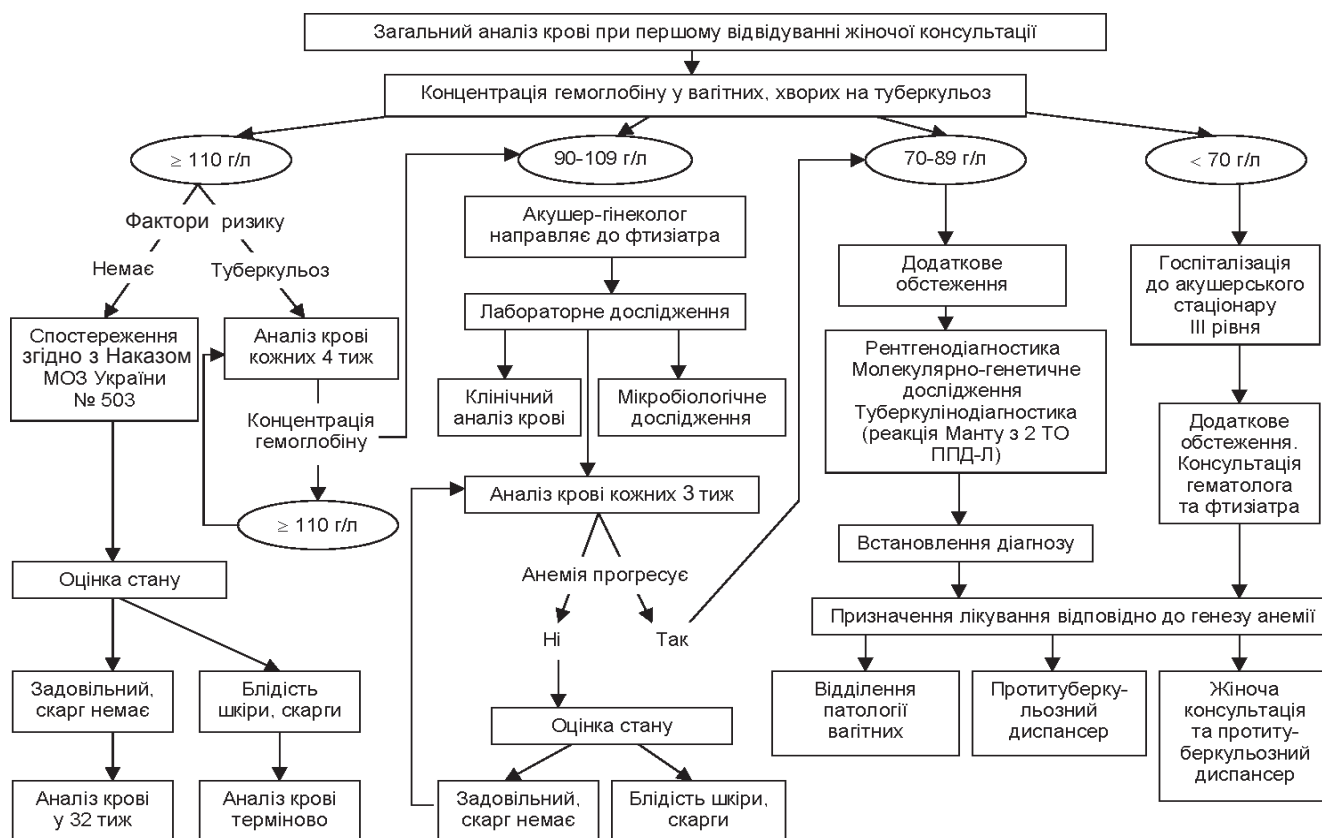 Загальний аналіз крові при першому відвідуванні жіночої консультації
Концентрація гемоглобіну у вагітних, хворих на туберкульоз
≥ 110 г/л
90-109 г/л
70-89 г/л
< 70 г/л
Фактори ризику
Немає
Туберкульоз
Спостереження
згідно з Наказом
МОЗ України
№ 503
Аналіз крові
кожних 4 тиж
Концентрація
гемоглобіну
≥ 110 г/л
Оцінка стану
Задовільний,
скарг немає
Блідість
шкіри, скарги
Аналіз крові
у 32 тиж
Аналіз крові
терміново
Акушер-гінеколог
направляє до фтизіатра
Лабораторне дослідження
Клінічний
аналіз крові
Мікробіологічне
дослідження
Аналіз крові кожних 3 тиж
Анемія прогресує
Ні
Так
Оцінка стану
Задовільний,
скарг немає
Блідість шкіри,
скарги
Додаткове
обстеження
Рентгенодіагностика
Молекулярно-генетичне
дослідження
Туберкулінодіагностика
(реакція Манту з 2 ТО
ППД-Л)
Встановлення діагнозу
Госпіталізація
до акушерського
стаціонару
III рівня
Додаткове
обстеження.
Консультація
гематолога
та фтизіатра
Призначення лікування відповідно до генезу анемії
Відділення
патології
вагітних
Протитуберку-
льозний
диспансер
Жіноча
консультація
та протиту-
беркульозний
диспансер